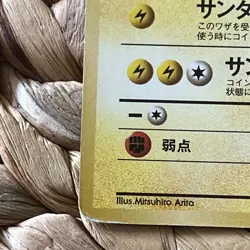 サンダ
このワザを受
使う時にコイ
サン
コイン
状態に
弱点
Illus. Mitsuhiro Arita